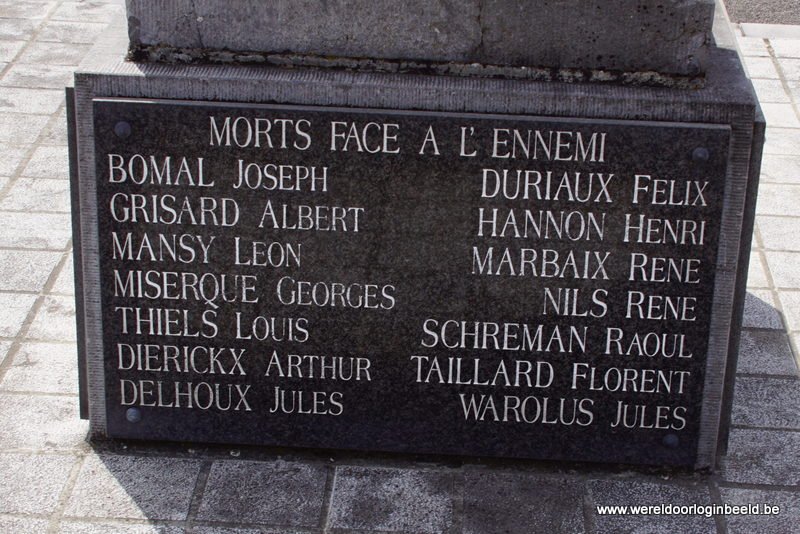 MORTS FACE A L'ENNEMI
BOMAL JOSEPH
GRISARD ALBERT
MANSY LEON
MISERQUE GEORGES
THIELS LOUIS
DIERICKX ARTHUR
DELHOUX JULES
DURIAUX FELIX
HANNON HENRI
MARBAIX RENE
NILS RENE
SCHREMAN RAOUL
TAILLARD FLORENT
WAROLUS JULES
www.wereldoorloginbeeld.be